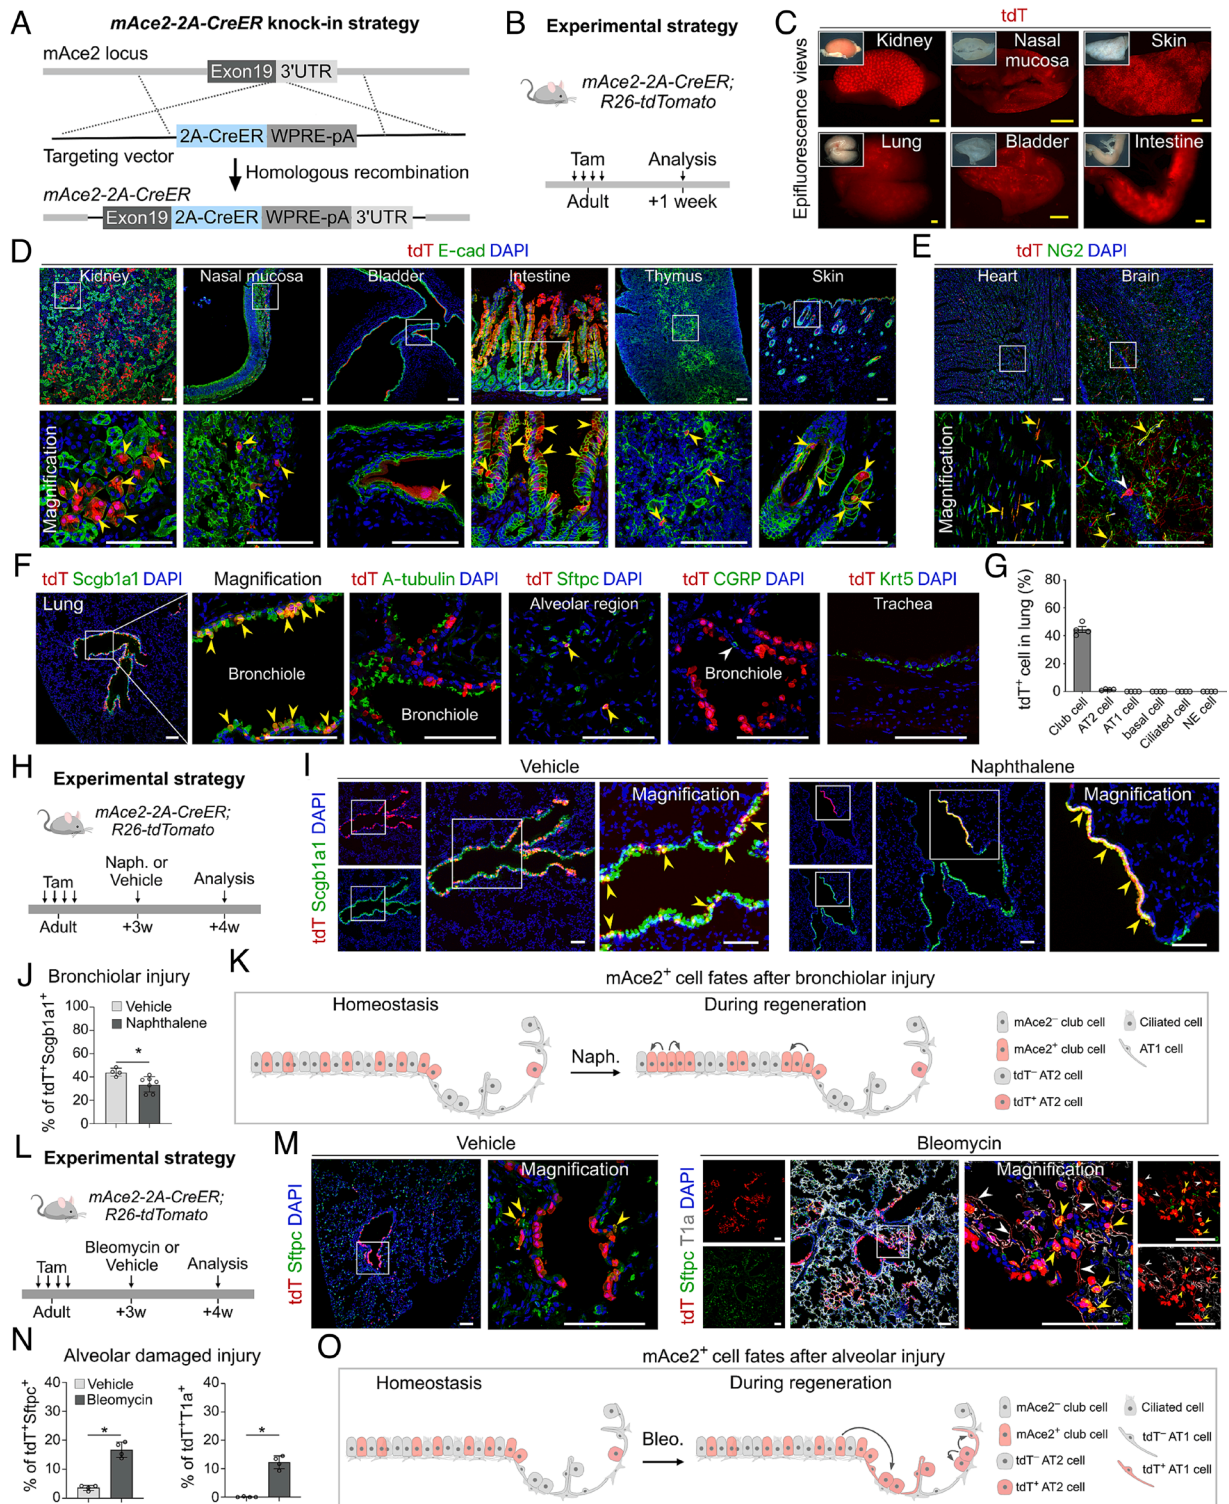 A
mAce2-2A-CreER knock-in strategy
mAce2 locus
Exon19 3'UTR
2A-CreER WPRE-pA
Targeting vector
Homologous recombination
mAce2-2A-CreER
Exon19 2A-CreER WPRE-pA 3'UTR
B
Experimental strategy
mAce2-2A-CreER;
R26-tdTomato
Tam Analysis
Adult +1 week
C
tdT
Epifluorescence views
Kidney Nasal mucosa Skin
Lung Bladder Intestine
D
tdT E-cad DAPI
Kidney Nasal mucosa Bladder Intestine Thymus Skin
Magnification
E
tdT NG2 DAPI
Heart Brain
Magnification
F
tdT Scgb1a1 DAPI
Lung
Magnification
Bronchiole
tdT A-tubulin DAPI
Bronchiole
tdT Sftpc DAPI
Alveolar region
tdT CGRP DAPI
Bronchiole
tdT Krt5 DAPI
Trachea
G
tdT+ cell in lung (%)
80
60
40
20
0
Club cell
AT2 cell
AT1 cell
basal cell
Ciliated cell
NE cell
H
Experimental strategy
mAce2-2A-CreER;
R26-tdTomato
Naph. or
Vehicle
Tam Analysis
Adult +3w +4w
I
Vehicle Naphthalene
tdT Scgb1a1 DAPI
Magnification
Magnification
J
Bronchiolar injury
% of tdT+Scgb1a1+
100
80
60
40
20
0
Vehicle
Naphthalene
*
K
mAce2+ cell fates after bronchiolar injury
Homeostasis During regeneration
Naph.
mAce2– club cell
mAce2+ club cell
tdT– AT2 cell
tdT+ AT2 cell
Ciliated cell
AT1 cell
L
Experimental strategy
mAce2-2A-CreER;
R26-tdTomato
Bleomycin or
Vehicle
Tam Analysis
Adult +3w +4w
M
Vehicle Bleomycin
tdT Sftpc DAPI
Magnification
tdT Sftpc T1a DAPI
Magnification
N
Alveolar damaged injury
% of tdT+Sftpc+
40
30
20
10
0
Vehicle
Bleomycin
*
% of tdT+T1a+
40
30
20
10
0
*
O
mAce2+ cell fates after alveolar injury
Homeostasis During regeneration
Bleo.
mAce2– club cell
mAce2+ club cell
tdT– AT2 cell
tdT+ AT2 cell
Ciliated cell
tdT– AT1 cell
tdT+ AT1 cell